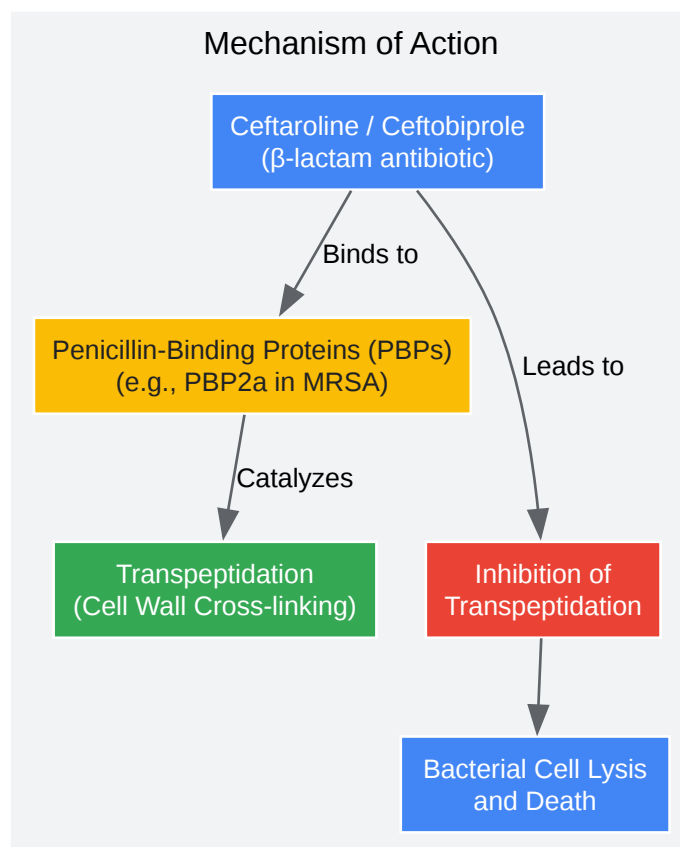 Mechanism of Action
Ceftaroline / Ceftobiprole
(β-lactam antibiotic)
Binds to
Penicillin-Binding Proteins (PBPs)
(e.g., PBP2a in MRSA)
Leads to
Catalyzes
Transpeptidation
(Cell Wall Cross-linking)
Inhibition of
Transpeptidation
Bacterial Cell Lysis
and Death